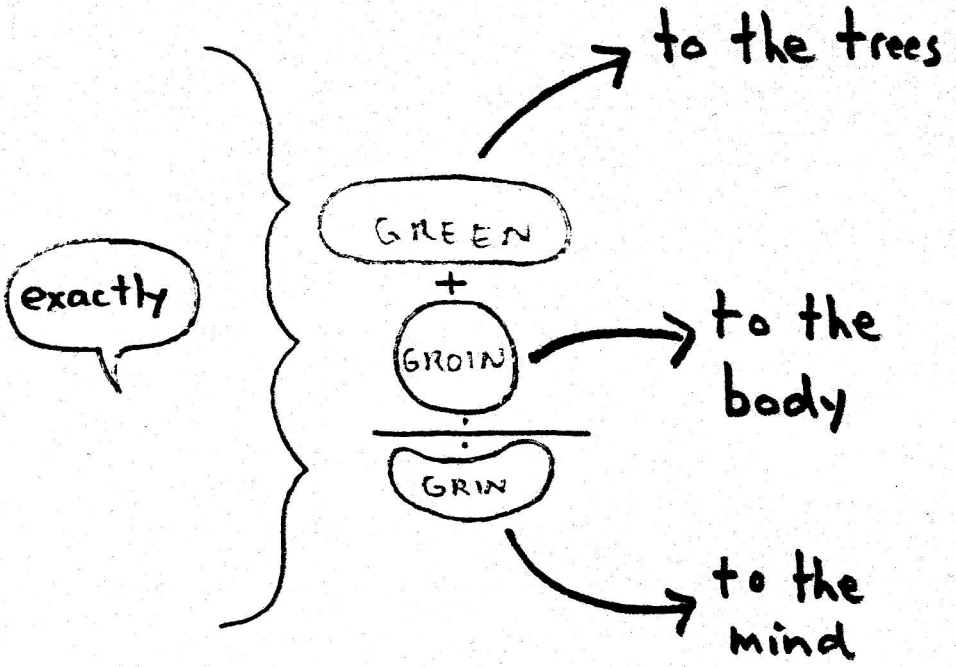 to the trees
GREEN
+
exactly
GROIN
to the
body
GRIN
to the
mind